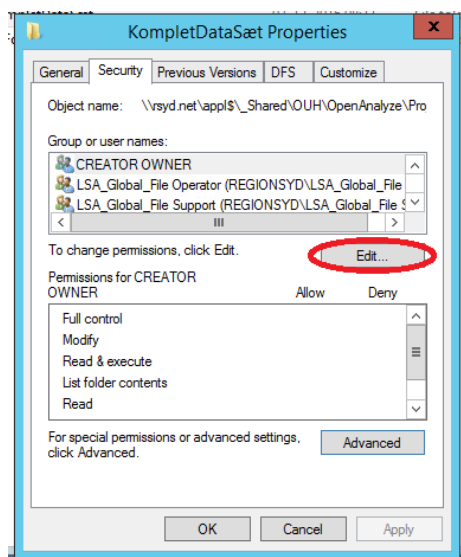 KompletDataSæt Properties
x
General Security Previous Versions DFS Customize
Object name: \\rsyd.net\appl$\_Shared\OUH\OpenAnalyze\Pro
Group or user names:
CREATOR OWNER
LSA_Global_File Operator (REGIONSYD\LSA_Global_File
LSA_Global_File Support (REGIONSYD\LSA_Global_File S
To change permissions, click Edit.
Edit...
Permissions for CREATOR
OWNER Allow Deny
Full control
Modify
Read & execute
List folder contents
Read
For special permissions or advanced settings,
click Advanced.
Advanced
OK Cancel Apply